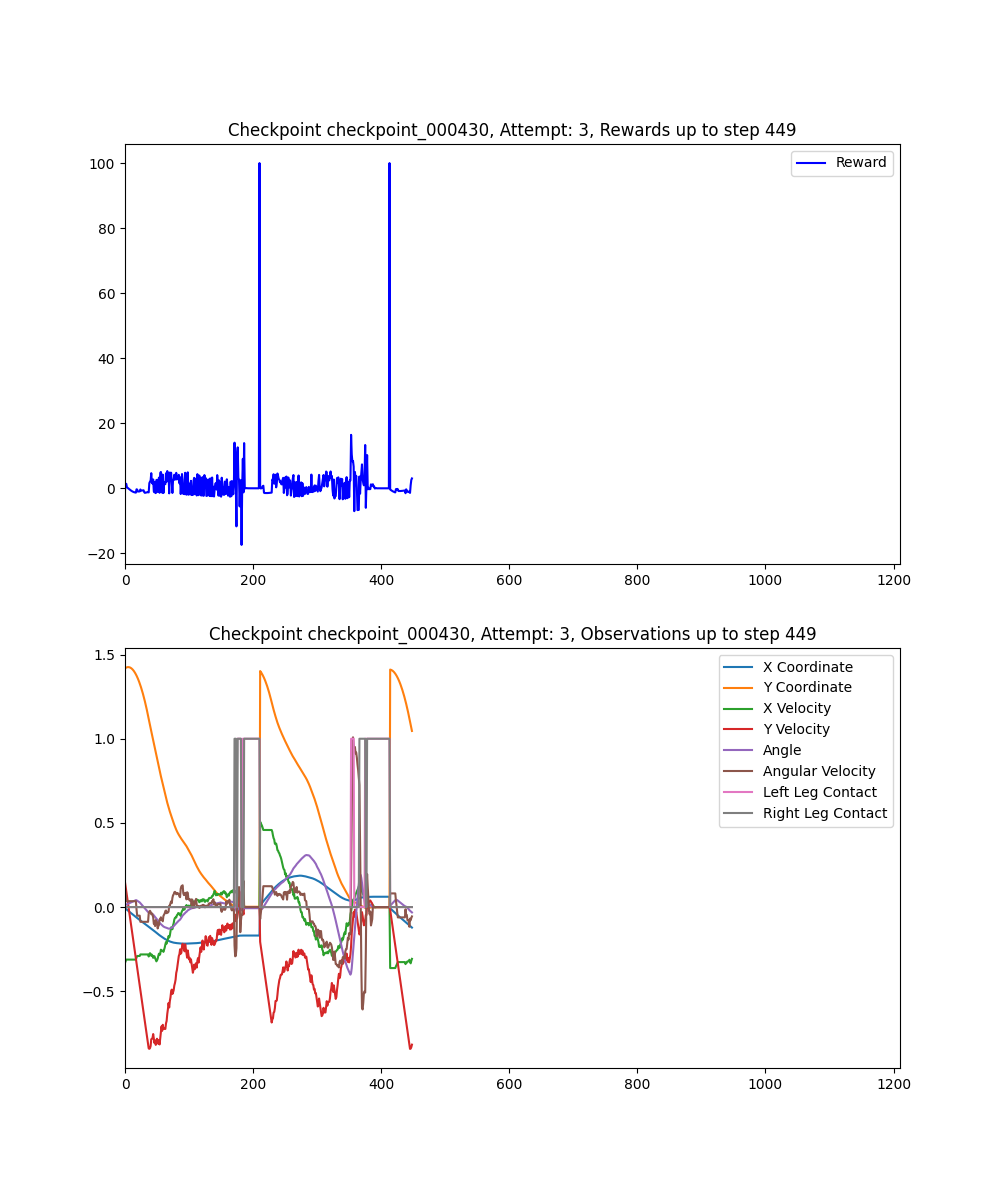 Checkpoint checkpoint_000430, Attempt: 3, Rewards up to step 449
100
80
60
40
20
0
−20
Reward
0 200 400 600 800 1000 1200
Checkpoint checkpoint_000430, Attempt: 3, Observations up to step 449
1.5
1.0
0.5
0.0
−0.5
X Coordinate
Y Coordinate
X Velocity
Y Velocity
Angle
Angular Velocity
Left Leg Contact
Right Leg Contact
0 200 400 600 800 1000 1200